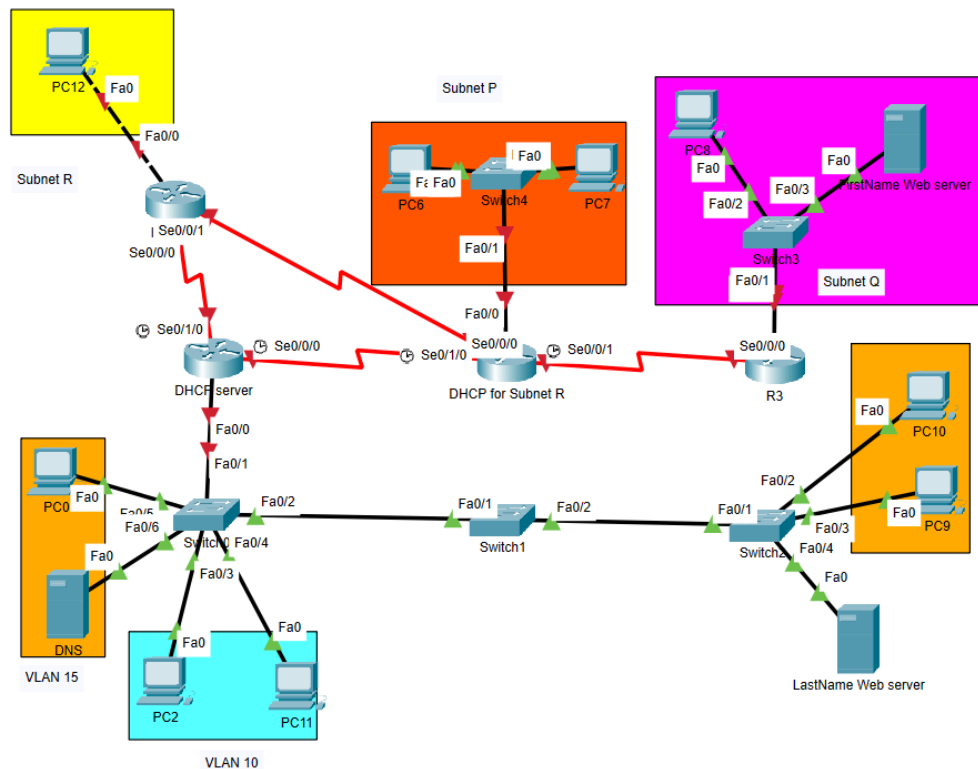 PC12
Fa0
Fa0/0
Subnet R
Se0/0/1
Se0/0/0
Subnet P
PC6
Fa0
Fa0
Switch4
PC7
Fa0/1
Fa0/0
PC8
Fa0
Fa0
FirstName Web server
Fa0/2
Fa0/3
Switch3
Fa0/1
Subnet Q
Se0/1/0
Se0/0/0
DHCP server
Se0/1/0
Se0/0/0
Se0/0/1
DHCP for Subnet R
Se0/0/0
R3
Fa0/0
Fa0/1
PC0
Fa0
Fa0/5
Fa0/6
Fa0/2
Switch0
Fa0/4
Fa0/3
Fa0
DNS
VLAN 15
Fa0
PC2
Fa0
PC11
VLAN 10
Fa0/1
Fa0/2
Switch1
Fa0/1
Fa0/2
Fa0/3
Fa0/4
Switch2
Fa0
PC10
Fa0
PC9
Fa0
LastName Web server